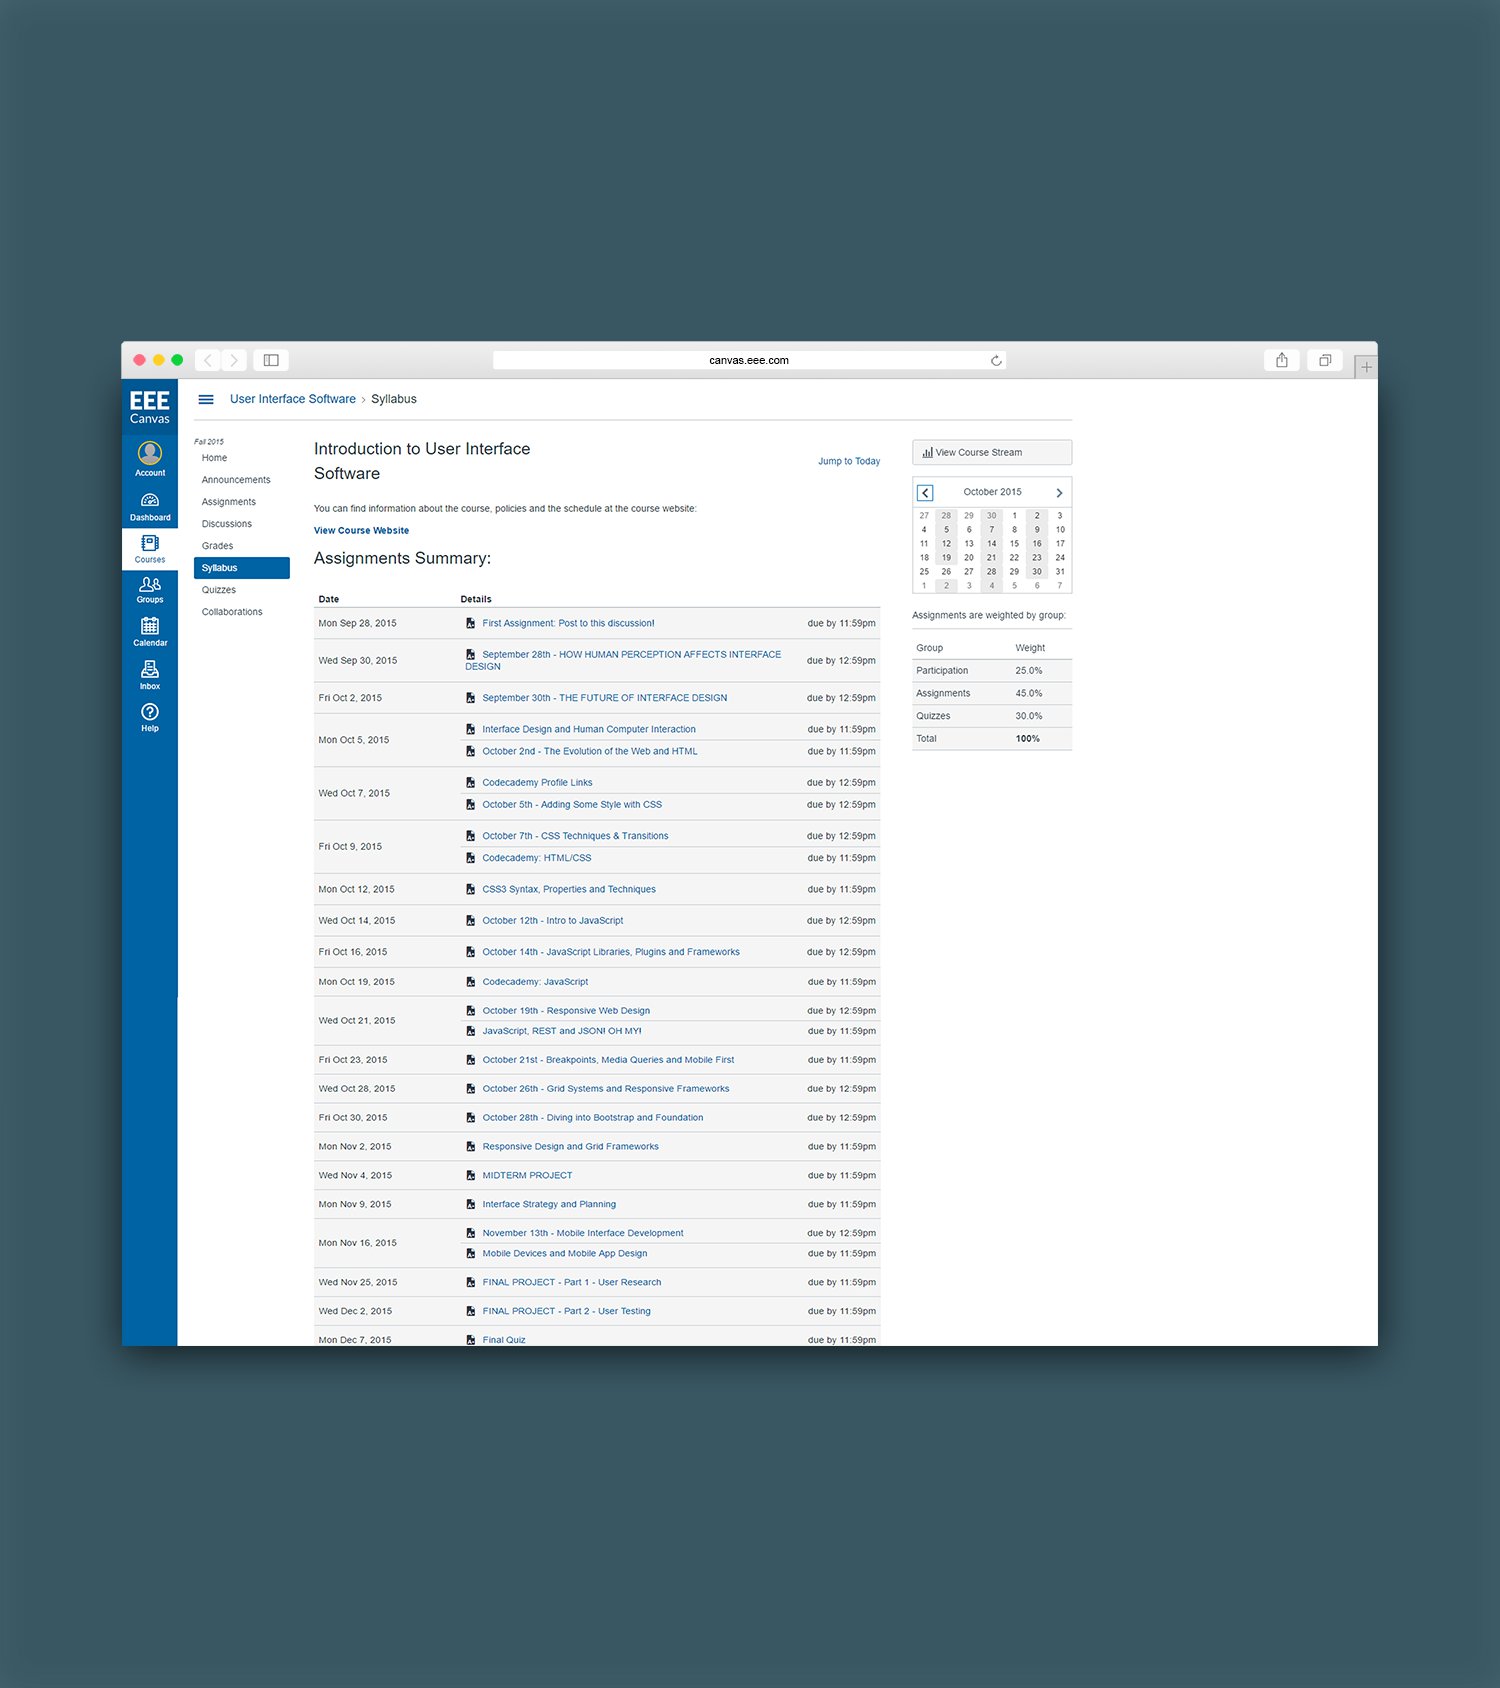 canvas.eee.com
EEE
Canvas
Account
Dashboard
Courses
Groups
Calendar
Inbox
Help
User Interface Software › Syllabus
Fall 2015
Home
Announcements
Assignments
Discussions
Grades
Syllabus
Quizzes
Collaborations
Introduction to User Interface
Software
Jump to Today
You can find information about the course, policies and the schedule at the course website:
View Course Website
Assignments Summary:
Date Details
Mon Sep 28, 2015 First Assignment: Post to this discussion! due by 11:59pm
Wed Sep 30, 2015 September 28th - HOW HUMAN PERCEPTION AFFECTS INTERFACE due by 12:59pm
DESIGN
Fri Oct 2, 2015 September 30th - THE FUTURE OF INTERFACE DESIGN due by 12:59pm
Mon Oct 5, 2015 Interface Design and Human Computer Interaction due by 11:59pm
October 2nd - The Evolution of the Web and HTML due by 11:59pm
Wed Oct 7, 2015 Codecademy Profile Links due by 12:59pm
October 5th - Adding Some Style with CSS due by 12:59pm
Fri Oct 9, 2015 October 7th - CSS Techniques & Transitions due by 12:59pm
Codecademy: HTML/CSS due by 11:59pm
Mon Oct 12, 2015 CSS3 Syntax, Properties and Techniques due by 11:59pm
Wed Oct 14, 2015 October 12th - Intro to JavaScript due by 12:59pm
Fri Oct 16, 2015 October 14th - JavaScript Libraries, Plugins and Frameworks due by 12:59pm
Mon Oct 19, 2015 Codecademy: JavaScript due by 11:59pm
Wed Oct 21, 2015 October 19th - Responsive Web Design due by 12:59pm
JavaScript, REST and JSON! OH MY! due by 11:59pm
Fri Oct 23, 2015 October 21st - Breakpoints, Media Queries and Mobile First due by 11:59pm
Wed Oct 28, 2015 October 26th - Grid Systems and Responsive Frameworks due by 12:59pm
Fri Oct 30, 2015 October 28th - Diving into Bootstrap and Foundation due by 12:59pm
Mon Nov 2, 2015 Responsive Design and Grid Frameworks due by 11:59pm
Wed Nov 4, 2015 MIDTERM PROJECT due by 11:59pm
Mon Nov 9, 2015 Interface Strategy and Planning due by 11:59pm
Mon Nov 16, 2015 November 13th - Mobile Interface Development due by 12:59pm
Mobile Devices and Mobile App Design due by 11:59pm
Wed Nov 25, 2015 FINAL PROJECT - Part 1 - User Research due by 11:59pm
Wed Dec 2, 2015 FINAL PROJECT - Part 2 - User Testing due by 11:59pm
Mon Dec 7, 2015 Final Quiz due by 11:59pm
View Course Stream
October 2015
27 28 29 30 1 2 3
4 5 6 7 8 9 10
11 12 13 14 15 16 17
18 19 20 21 22 23 24
25 26 27 28 29 30 31
1 2 3 4 5 6 7
Assignments are weighted by group:
Group Weight
Participation 25.0%
Assignments 45.0%
Quizzes 30.0%
Total 100%